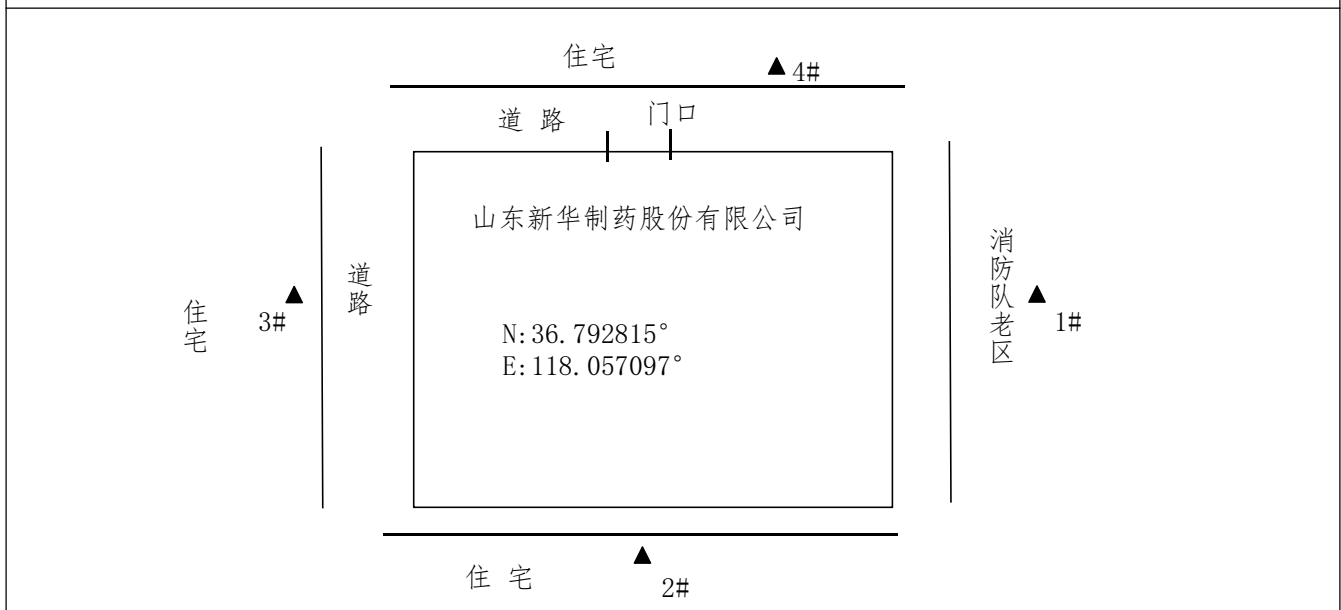 住宅
▲ 4#
道 路
门口
山东新华制药股份有限公司
消防队老区
道路
▲
▲
住宅
3#
1#
N:36.792815°
E:118.057097°
▲
住 宅
2#